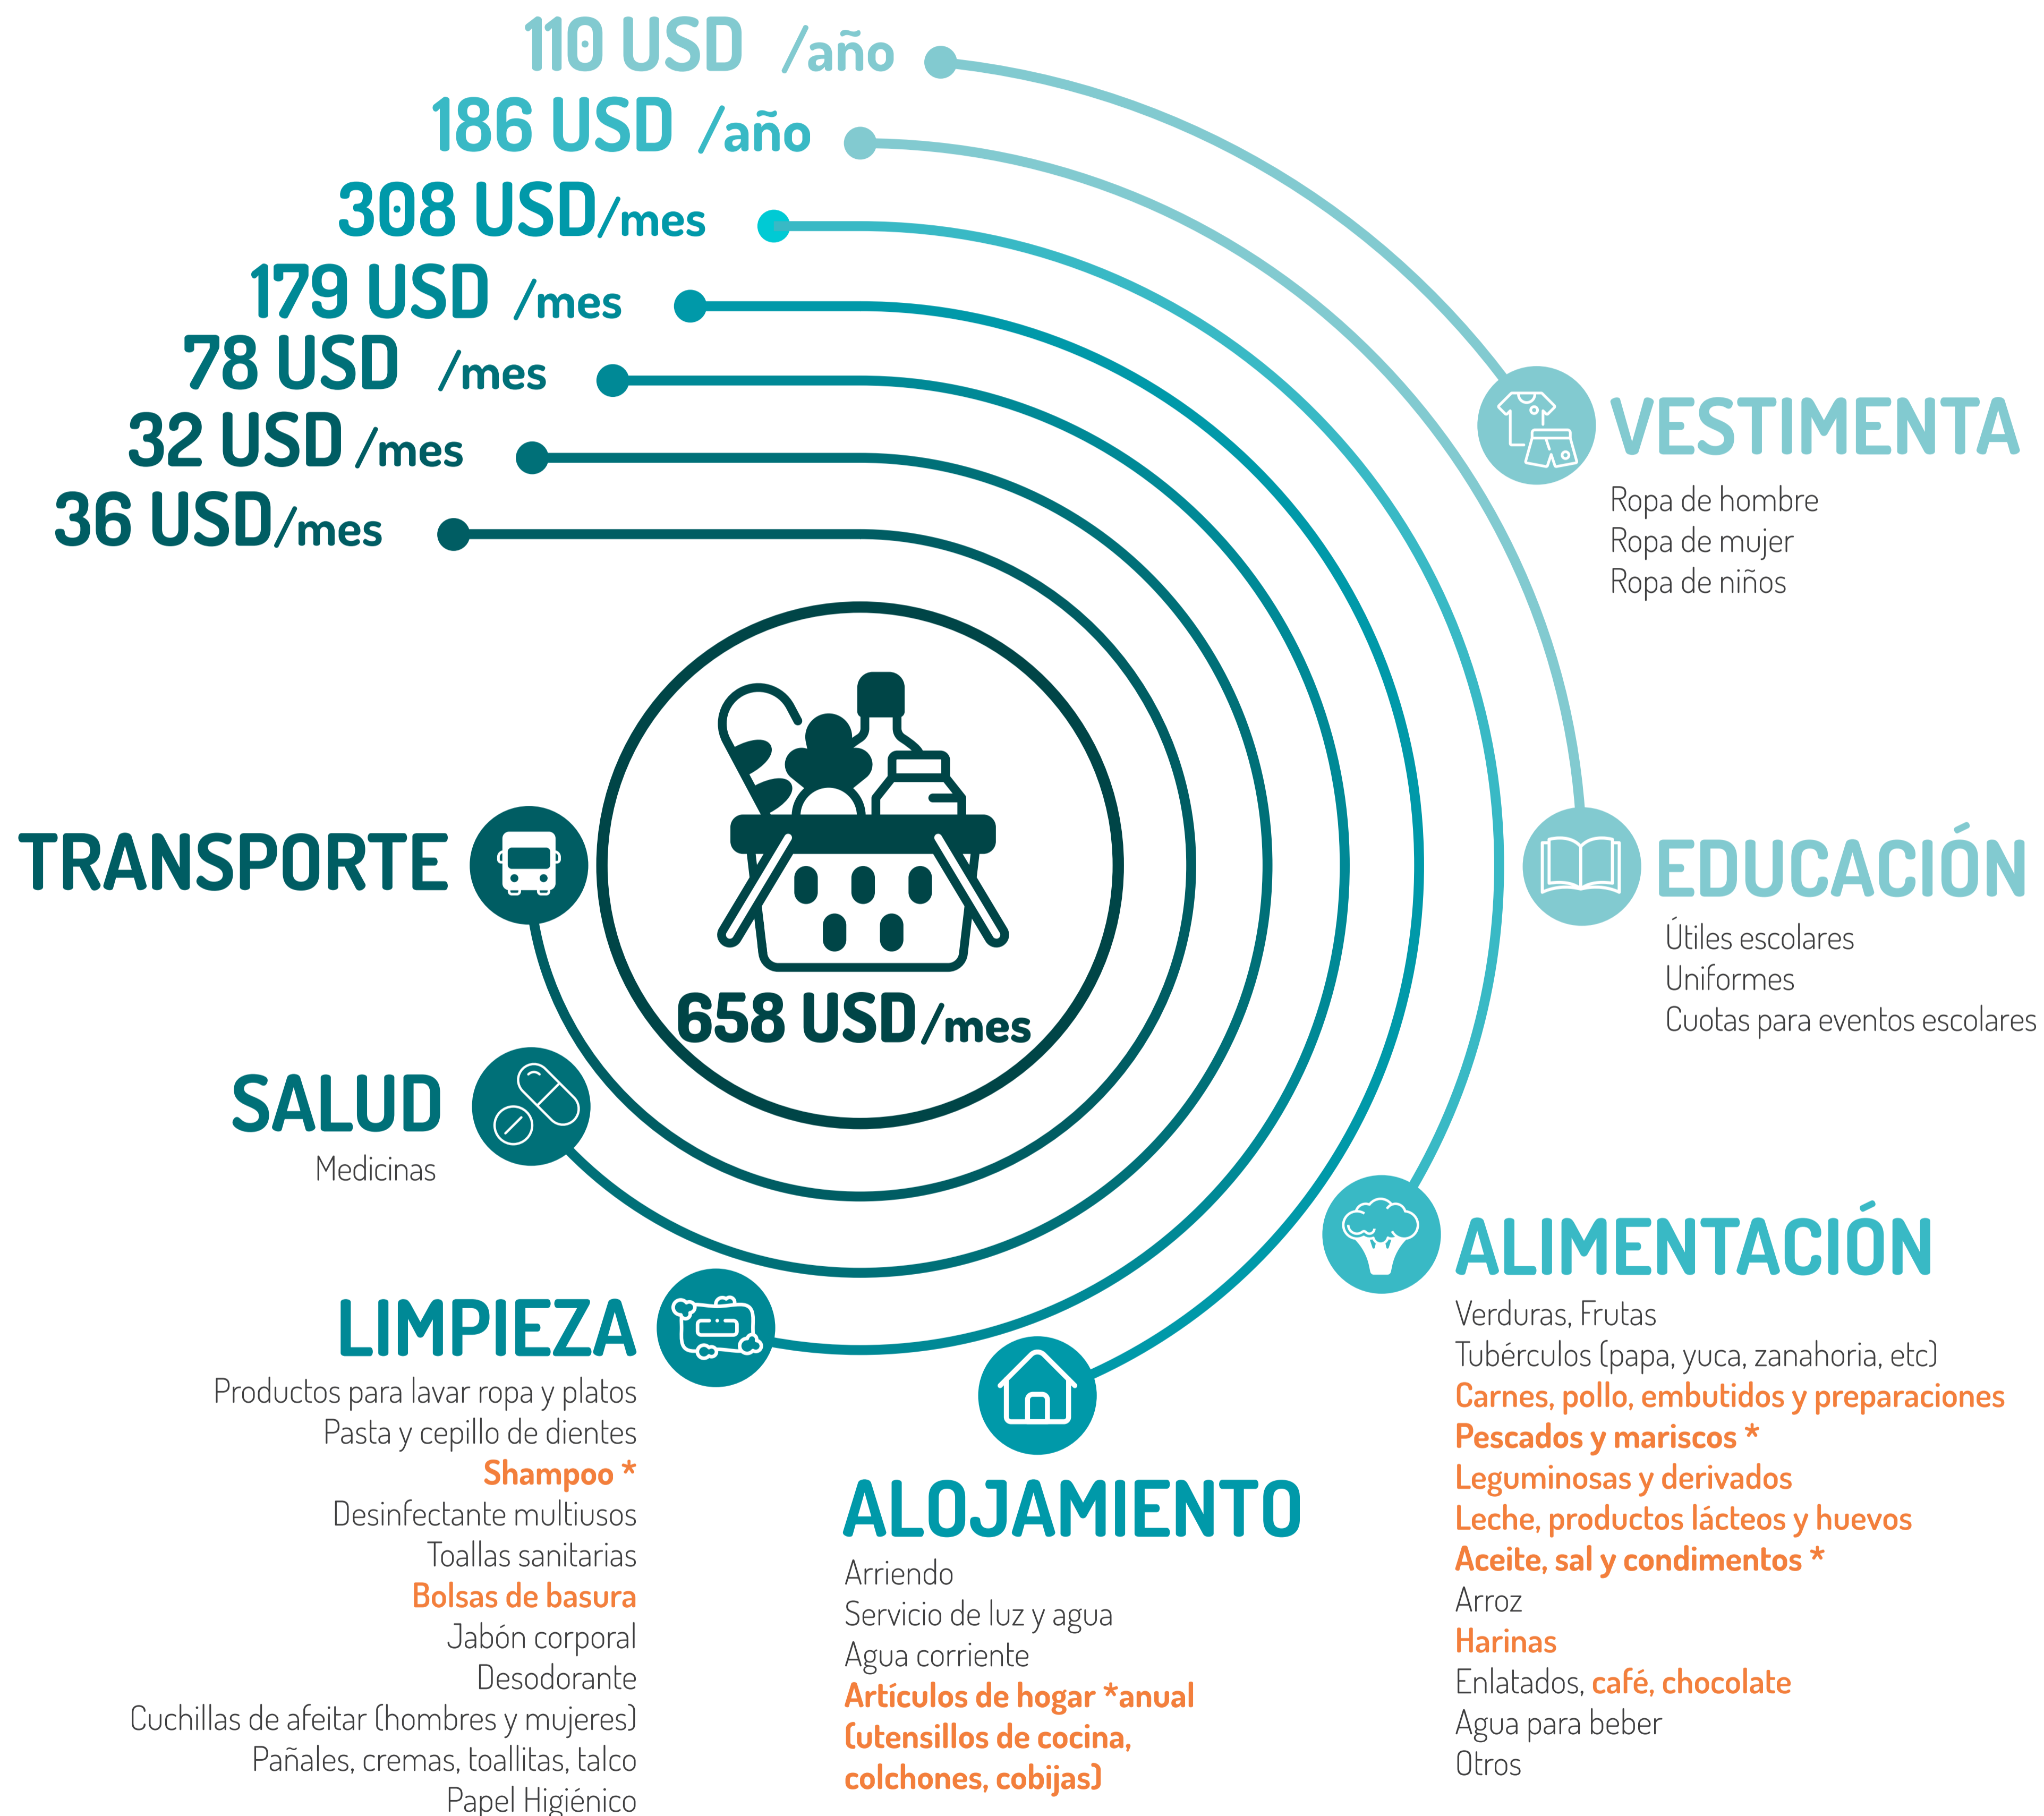 110 USD /año
186 USD /año
308 USD/mes
179 USD /mes
78 USD /mes
32 USD /mes
36 USD/mes
658 USD/mes
VESTIMENTA
Ropa de hombre
Ropa de mujer
Ropa de niños
EDUCACIÓN
Útiles escolares
Uniformes
Cuotas para eventos escolares
TRANSPORTE
SALUD
Medicinas
LIMPIEZA
Productos para lavar ropa y platos
Pasta y cepillo de dientes
Shampoo *
Desinfectante multiusos
Toallas sanitarias
Bolsas de basura
Jabón corporal
Desodorante
Cuchillas de afeitar (hombres y mujeres)
Pañales, cremas, toallitas, talco
Papel Higiénico
ALOJAMIENTO
Arriendo
Servicio de luz y agua
Agua corriente
Artículos de hogar *anual
(utensillos de cocina,
colchones, cobijas)
ALIMENTACIÓN
Verduras, Frutas
Tubérculos (papa, yuca, zanahoria, etc)
Carnes, pollo, embutidos y preparaciones
Pescados y mariscos *
Leguminosas y derivados
Leche, productos lácteos y huevos
Aceite, sal y condimentos *
Arroz
Harinas
Enlatados, café, chocolate
Agua para beber
Otros